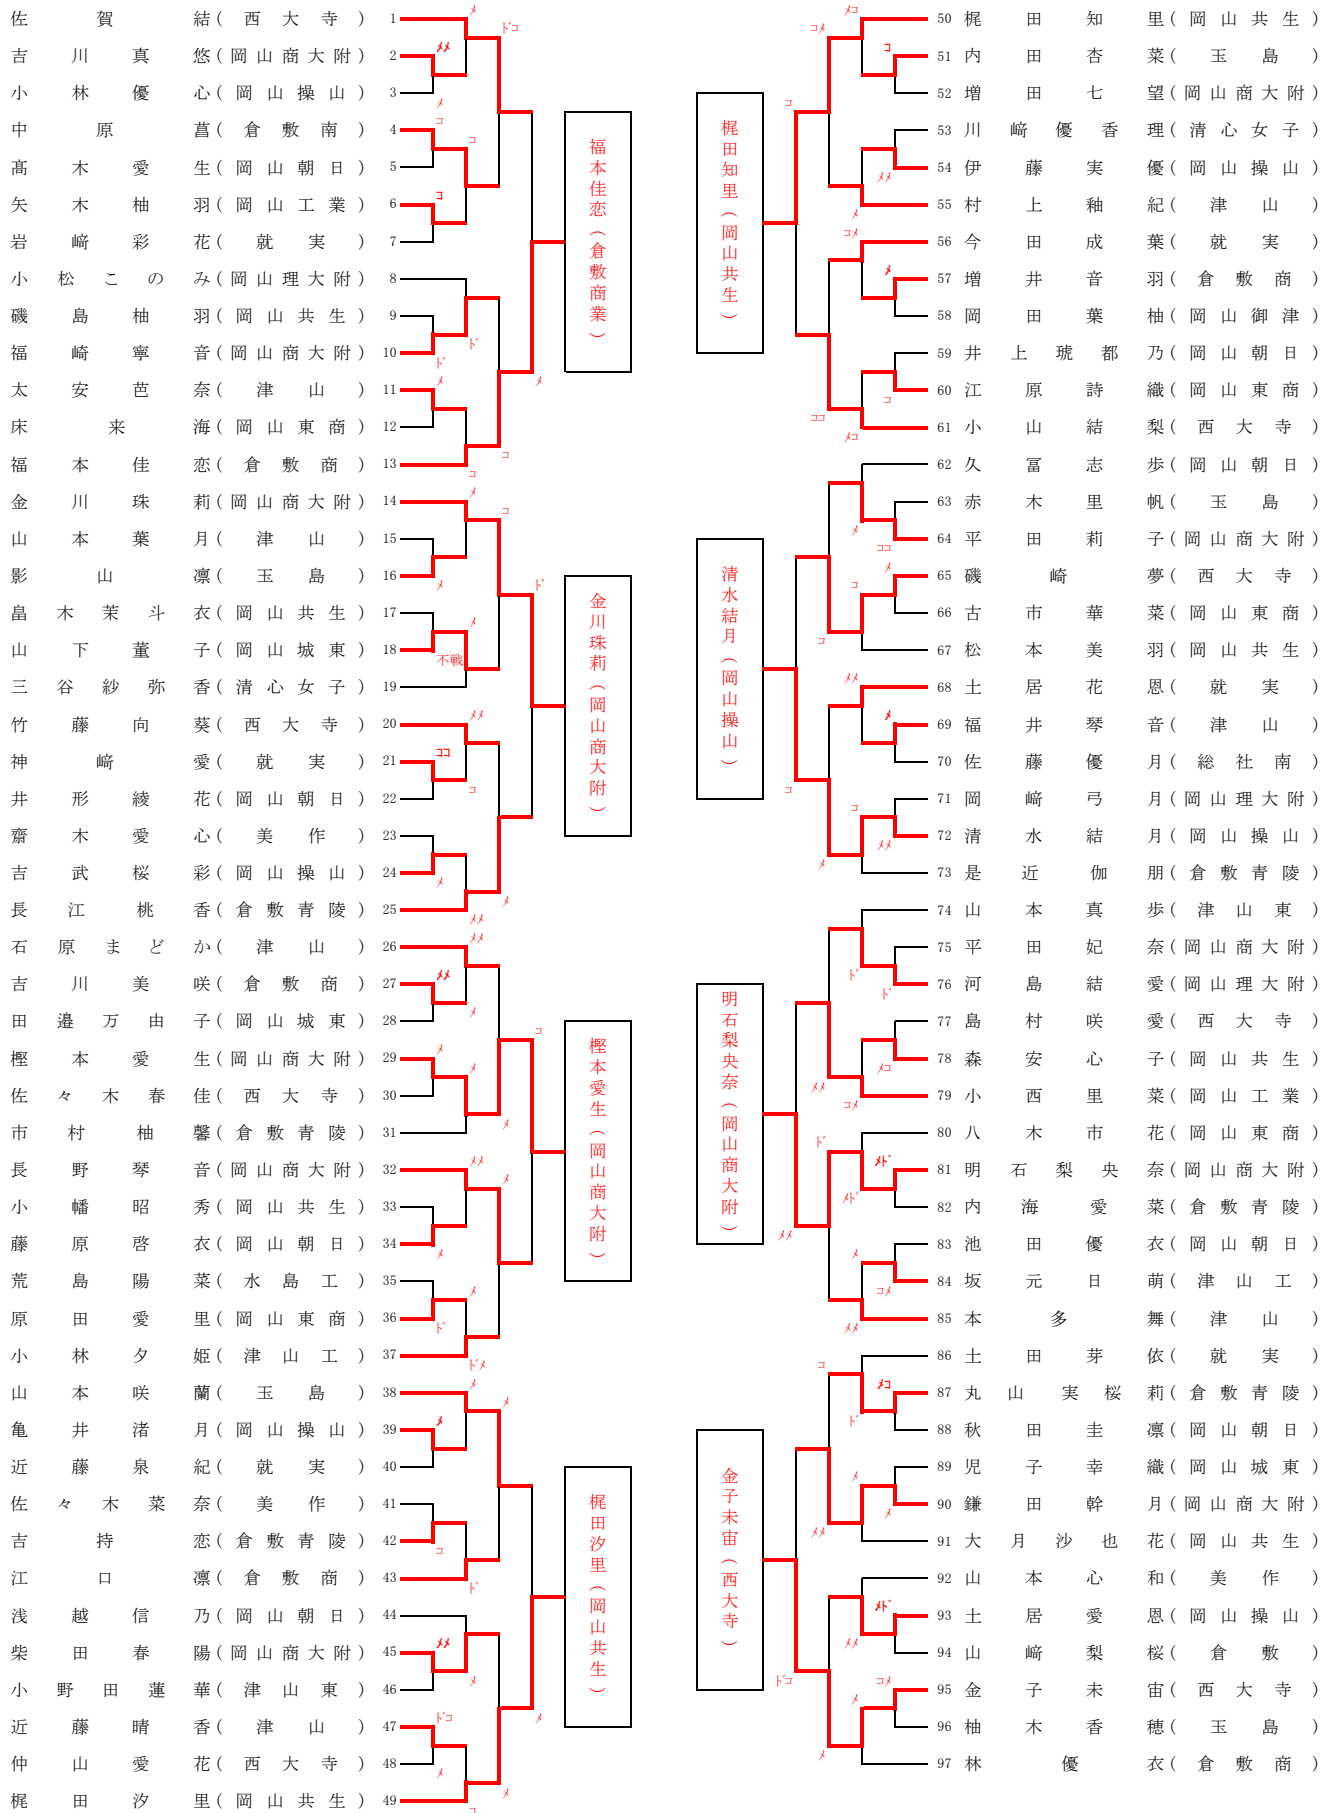 佐賀結(西大寺) 1
吉川真悠(岡山商大附) 2
小林優心(岡山操山) 3
中原菖(倉敷南) 4
髙木愛生(岡山朝日) 5
矢木柚羽(岡山工業) 6
岩﨑彩花(就実) 7
小松このみ(岡山理大附) 8
磯島柚羽(岡山共生) 9
福崎寧音(岡山商大附) 10
太安芭奈(津山) 11
床来海(岡山東商) 12
福本佳恋(倉敷商) 13
金川珠莉(岡山商大附) 14
山本葉月(津山) 15
影山凛(玉島) 16
畠木茉斗衣(岡山共生) 17
山下董子(岡山城東) 18
三谷紗弥香(清心女子) 19
竹藤向葵(西大寺) 20
神﨑愛(就実) 21
井形綾花(岡山朝日) 22
齋木愛心(美作) 23
吉武桜彩(岡山操山) 24
長江桃香(倉敷青陵) 25
石原まどか(津山) 26
吉川美咲(倉敷商) 27
田邉万由子(岡山城東) 28
樫本愛生(岡山商大附) 29
佐々木春佳(西大寺) 30
市村柚馨(倉敷青陵) 31
長野琴音(岡山商大附) 32
小幡昭秀(岡山共生) 33
藤原啓衣(岡山朝日) 34
荒島陽菜(水島工) 35
原田愛里(岡山東商) 36
小林夕姫(津山工) 37
山本咲蘭(玉島) 38
亀井渚月(岡山操山) 39
近藤泉紀(就実) 40
佐々木菜奈(美作) 41
吉持恋(倉敷青陵) 42
江口凛(倉敷商) 43
浅越信乃(岡山朝日) 44
柴田春陽(岡山商大附) 45
小野田蓮華(津山東) 46
近藤晴香(津山) 47
仲山愛花(西大寺) 48
梶田汐里(岡山共生) 49
不戦
福本佳恋(倉敷商業)
金川珠莉(岡山商大附)
樫本愛生(岡山商大附)
梶田汐里(岡山共生)
梶田知里(岡山共生)
清水結月(岡山操山)
明石梨央奈(岡山商大附)
金子未宙(西大寺)
50 梶田知里(岡山共生)
51 内田杏菜(玉島)
52 増田七望(岡山商大附)
53 川﨑優香理(清心女子)
54 伊藤実優(岡山操山)
55 村上釉紀(津山)
56 今田成葉(就実)
57 増井音羽(倉敷商)
58 岡田葉柚(岡山御津)
59 井上琥都乃(岡山朝日)
60 江原詩織(岡山東商)
61 小山結梨(西大寺)
62 久冨志歩(岡山朝日)
63 赤木里帆(玉島)
64 平田莉子(岡山商大附)
65 磯崎夢(西大寺)
66 古市華菜(岡山東商)
67 松本美羽(岡山共生)
68 土居花恩(就実)
69 福井琴音(津山)
70 佐藤優月(総社南)
71 岡﨑弓月(岡山理大附)
72 清水結月(岡山操山)
73 是近伽朋(倉敷青陵)
74 山本真歩(津山東)
75 平田妃奈(岡山商大附)
76 河島結愛(岡山理大附)
77 島村咲愛(西大寺)
78 森安心子(岡山共生)
79 小西里菜(岡山工業)
80 八木市花(岡山東商)
81 明石梨央奈(岡山商大附)
82 内海愛菜(倉敷青陵)
83 池田優衣(岡山朝日)
84 坂元日萌(津山工)
85 本多舞(津山)
86 土田芽依(就実)
87 丸山実桜莉(倉敷青陵)
88 秋田圭凛(岡山朝日)
89 児子幸織(岡山城東)
90 鎌田幹月(岡山商大附)
91 大月沙也花(岡山共生)
92 山本心和(美作)
93 土居愛恩(岡山操山)
94 山﨑梨桜(倉敷)
95 金子未宙(西大寺)
96 柚木香穂(玉島)
97 林優衣(倉敷商)